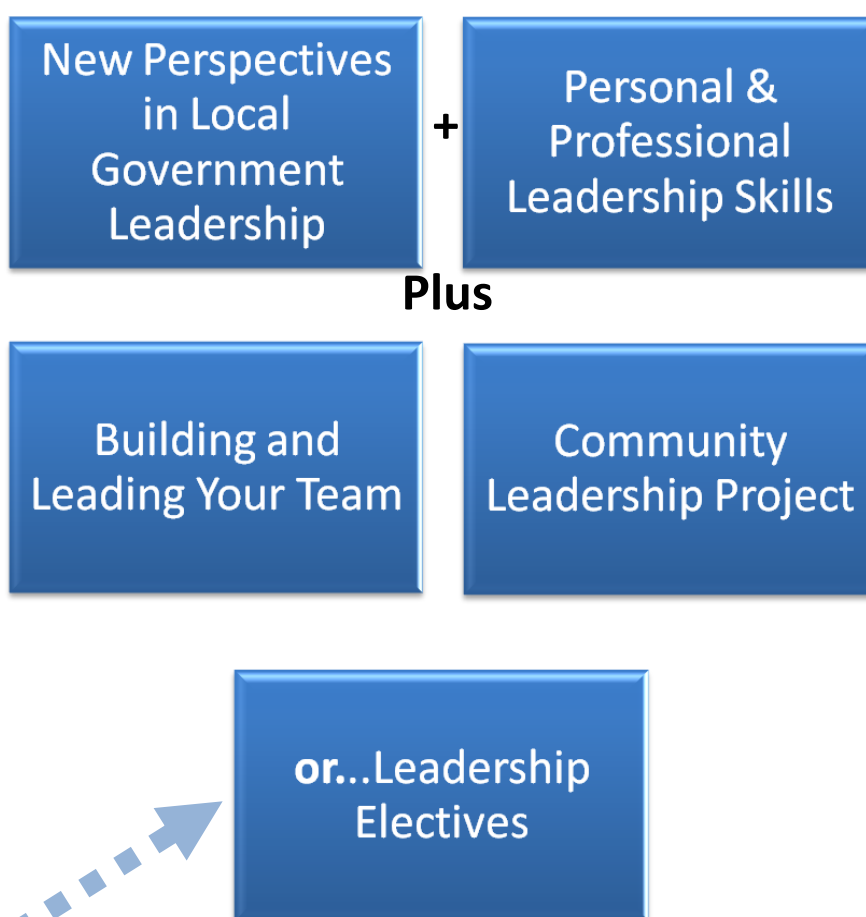 New Perspectives
in Local
Government
Leadership
+
Personal &
Professional
Leadership Skills
Plus
Building and
Leading Your Team
Community
Leadership Project
or...Leadership
Electives